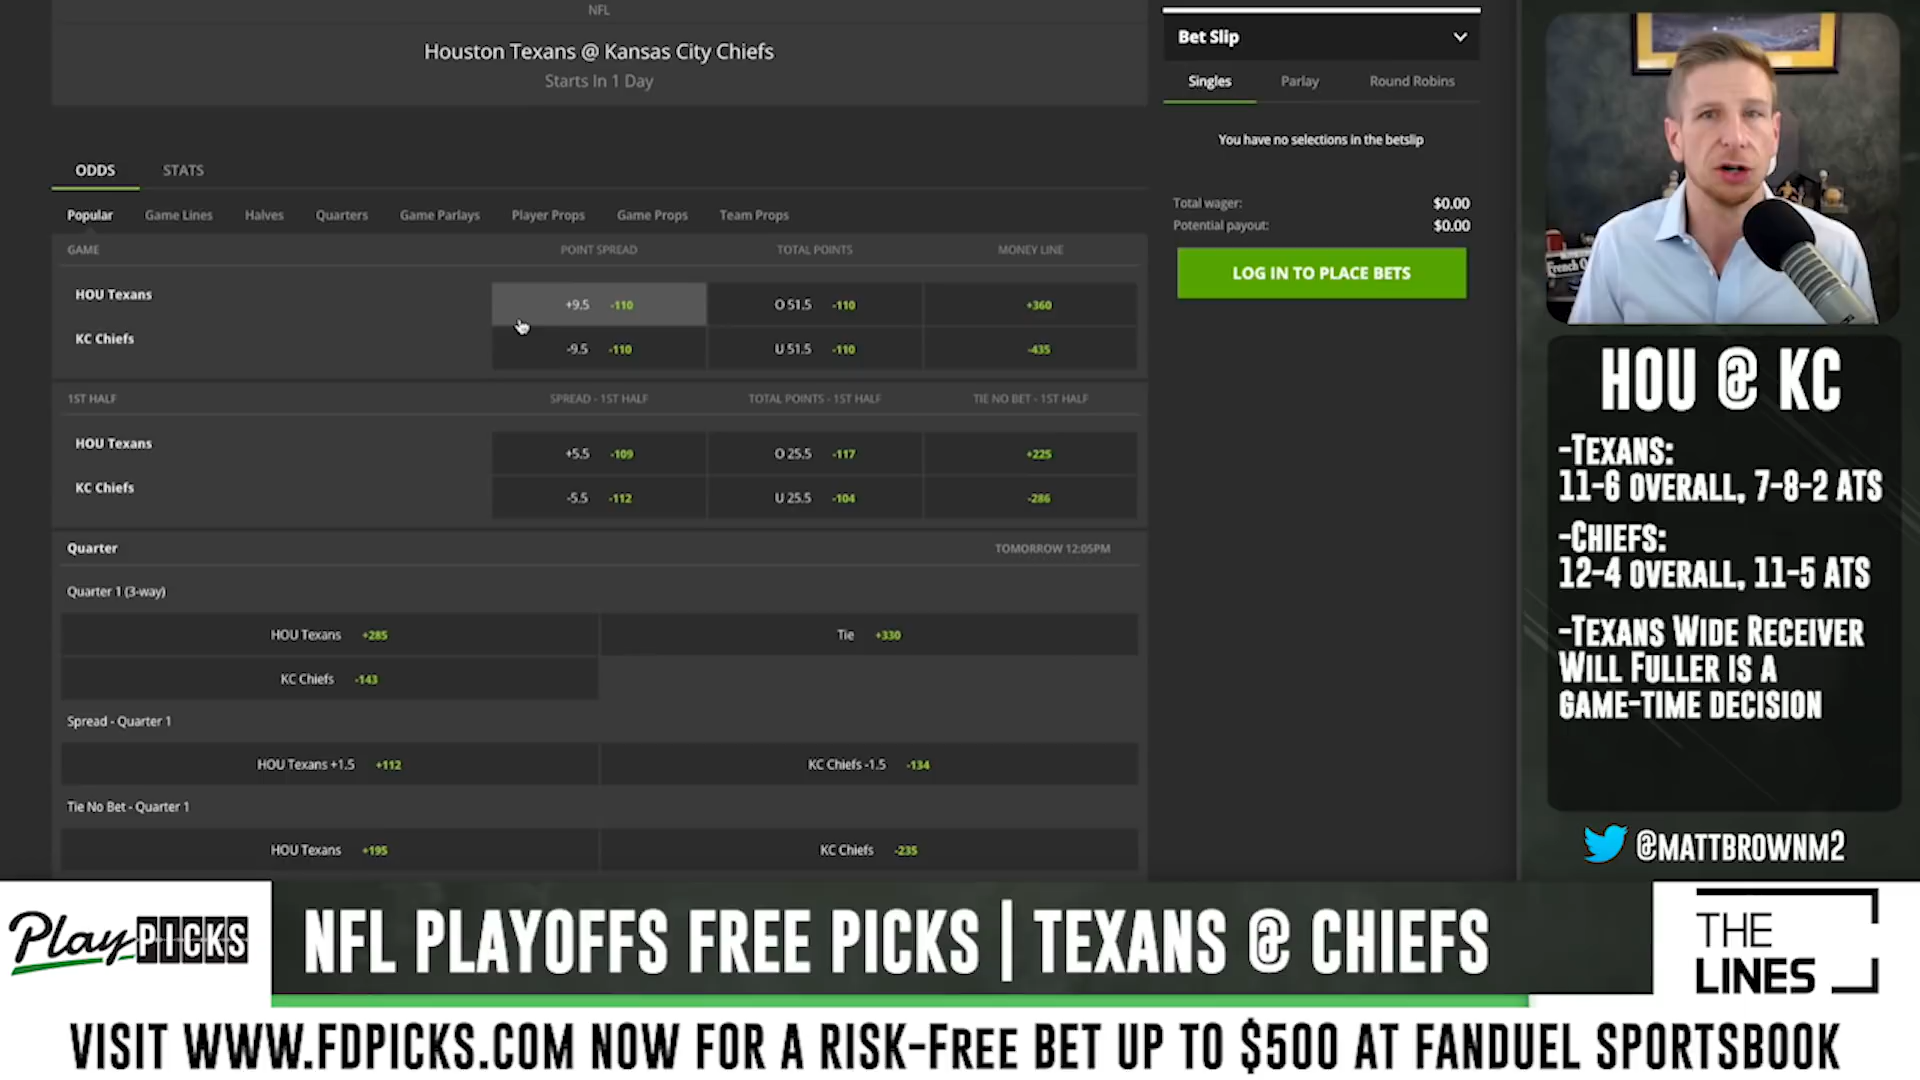 NFL
Houston Texans @ Kansas City Chiefs
Starts In 1 Day
ODDS STATS
Popular Game Lines Halves Quarters Game Parlays Player Props Game Props Team Props
GAME POINT SPREAD TOTAL POINTS MONEY LINE
HOU Texans +9.5 -110 O 51.5 -110 +360
KC Chiefs -9.5 -110 U 51.5 -110 -435
1ST HALF SPREAD - 1ST HALF TOTAL POINTS - 1ST HALF TIE NO BET - 1ST HALF
HOU Texans +5.5 -109 O 25.5 -117 +225
KC Chiefs -5.5 -112 U 25.5 -104 -286
Quarter TOMORROW 12:05PM
Quarter 1 (3-way)
HOU Texans +285 Tie +330
KC Chiefs -143
Spread - Quarter 1
HOU Texans +1.5 +112 KC Chiefs -1.5 -134
Tie No Bet - Quarter 1
HOU Texans +195 KC Chiefs -235
Bet Slip
Singles Parlay Round Robins
You have no selections in the betslip
Total wager: $0.00
Potential payout: $0.00
LOG IN TO PLACE BETS
HOU @ KC
-TEXANS:
11-6 OVERALL, 7-8-2 ATS
-CHIEFS:
12-4 OVERALL, 11-5 ATS
-TEXANS WIDE RECEIVER
WILL FULLER IS A
GAME-TIME DECISION
@MATTBROWNM2
PlayPICKS
NFL PLAYOFFS FREE PICKS | TEXANS @ CHIEFS
THE
LINES
VISIT WWW.FDPICKS.COM NOW FOR A RISK-FREE BET UP TO $500 AT FANDUEL SPORTSBOOK